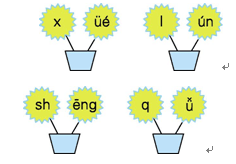 x üé l ún
sh ēng q ǚ